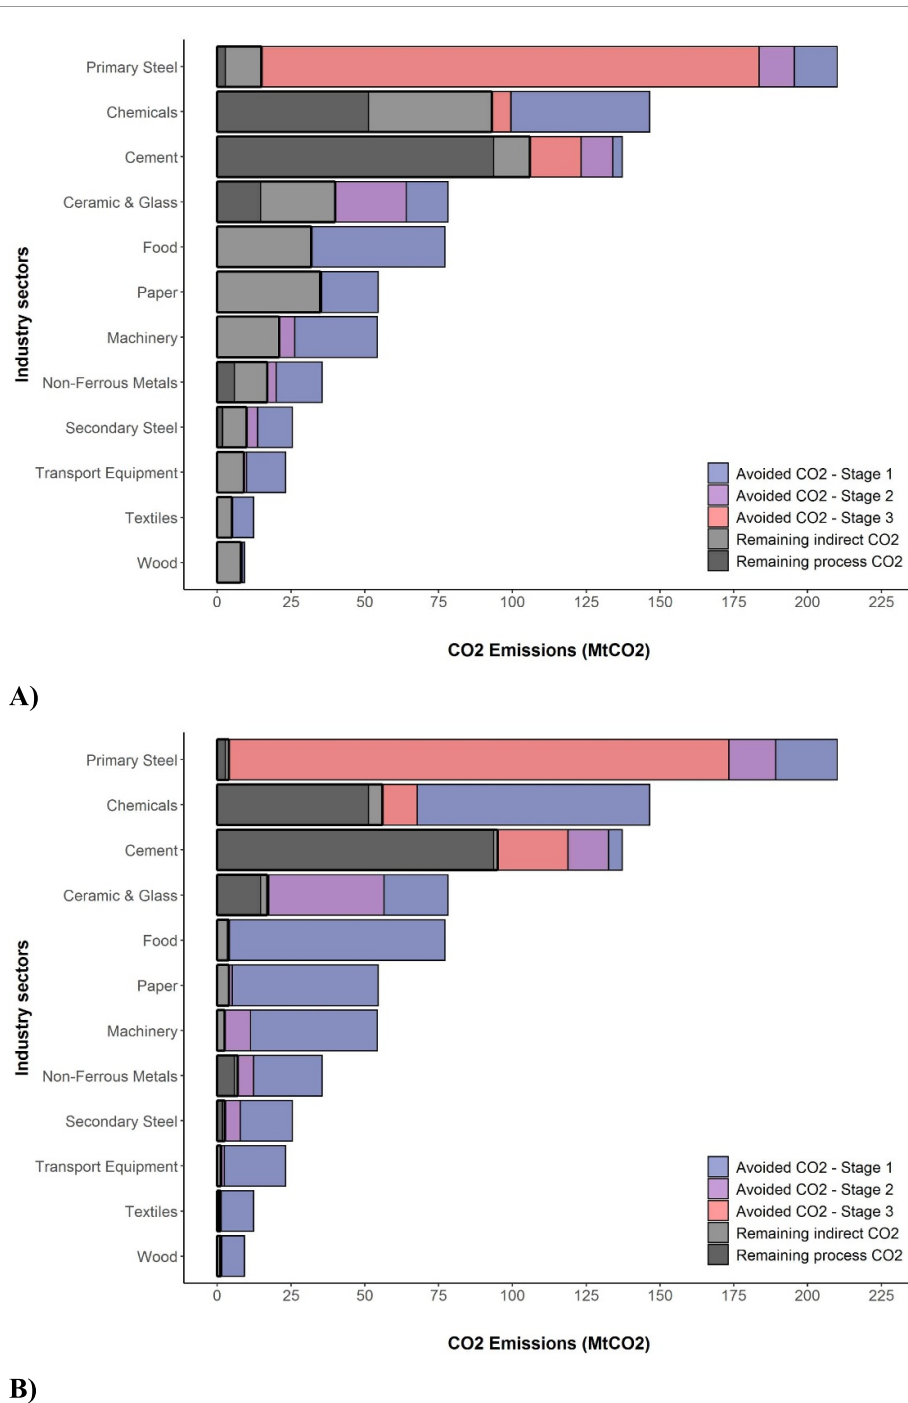 Primary Steel
Chemicals
Cement
Ceramic & Glass
Food
Paper
Machinery
Non-Ferrous Metals
Secondary Steel
Transport Equipment
Textiles
Wood
Industry sectors
Avoided CO2 - Stage 1
Avoided CO2 - Stage 2
Avoided CO2 - Stage 3
Remaining indirect CO2
Remaining process CO2
0 25 50 75 100 125 150 175 200 225
CO2 Emissions (MtCO2)
A)
Primary Steel
Chemicals
Cement
Ceramic & Glass
Food
Paper
Machinery
Non-Ferrous Metals
Secondary Steel
Transport Equipment
Textiles
Wood
Industry sectors
Avoided CO2 - Stage 1
Avoided CO2 - Stage 2
Avoided CO2 - Stage 3
Remaining indirect CO2
Remaining process CO2
0 25 50 75 100 125 150 175 200 225
CO2 Emissions (MtCO2)
B)